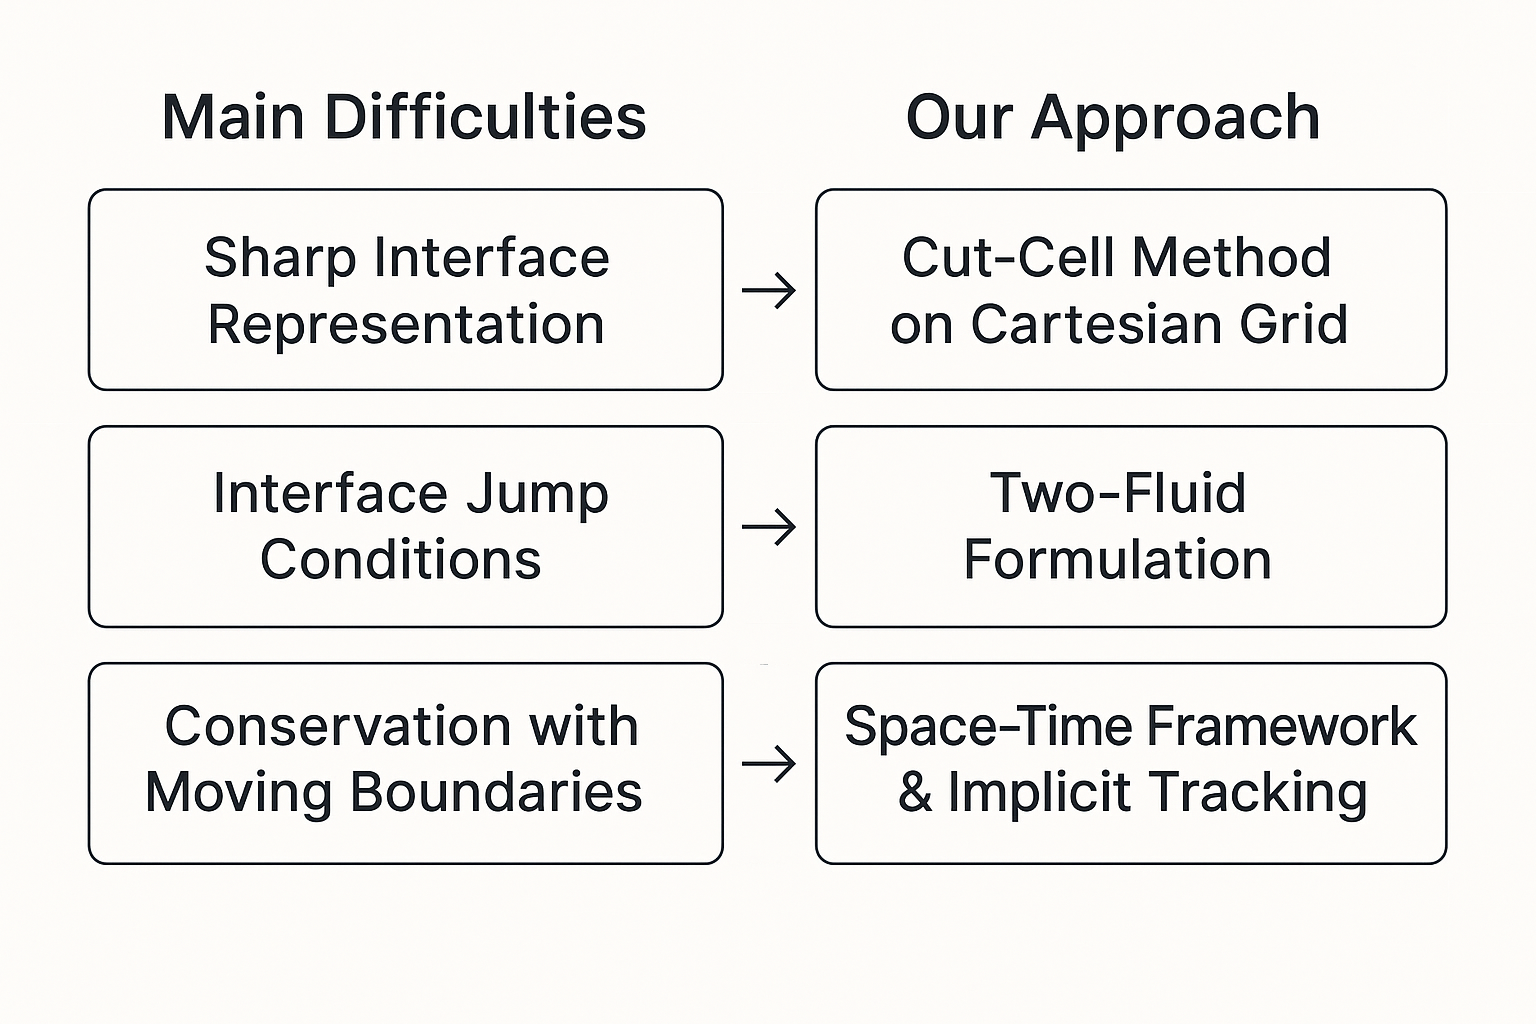 Main Difficulties
Our Approach
Sharp Interface
Representation
→
Cut-Cell Method
on Cartesian Grid
Interface Jump
Conditions
→
Two-Fluid
Formulation
Conservation with
Moving Boundaries
→
Space-Time Framework
& Implicit Tracking